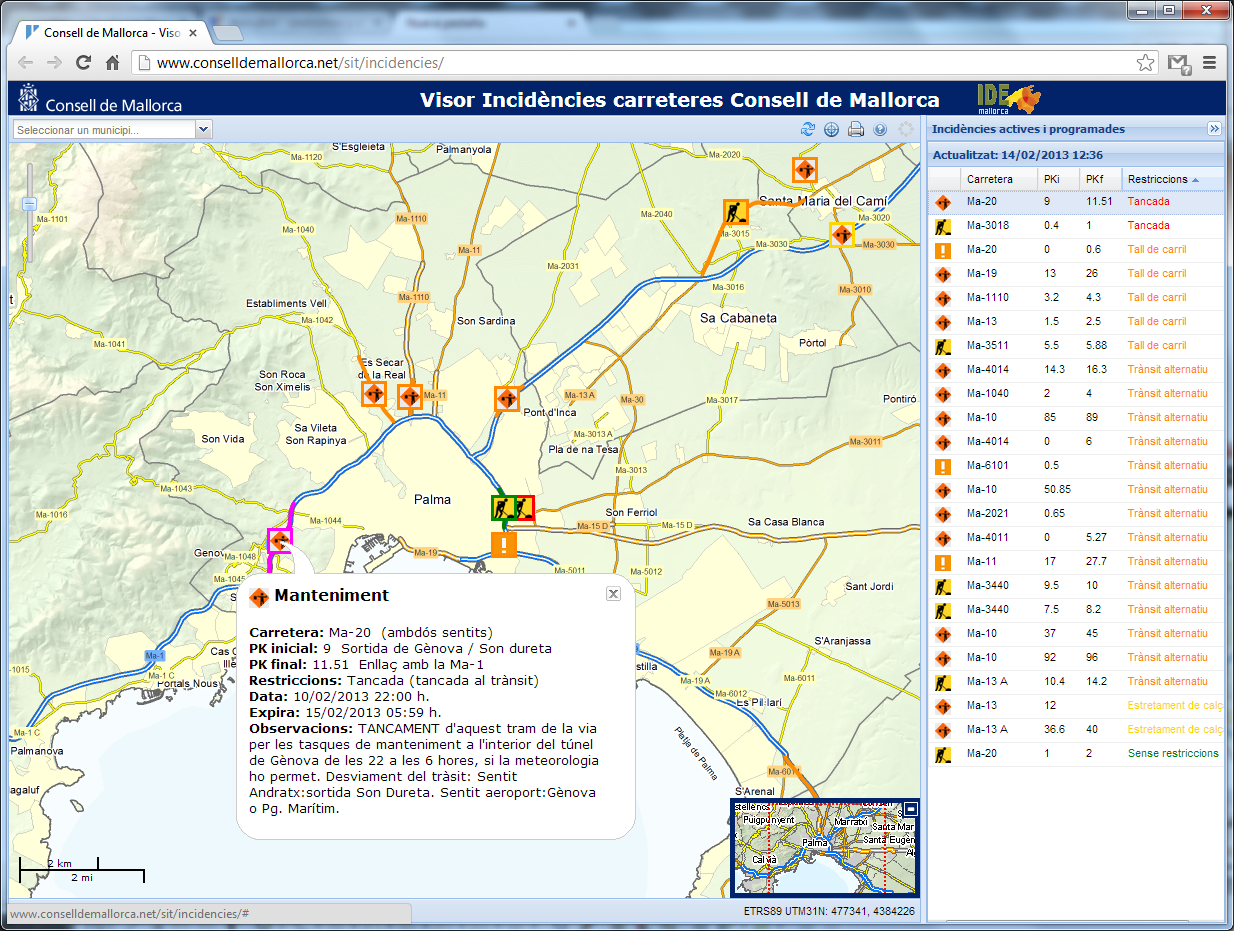 Consell de Mallorca - Viso
www.conselldemallorca.net/sit/incidencies/
Consell de Mallorca
Visor Incidències carreteres Consell de Mallorca
IDE
mallorca
Seleccionar un municipi...
Incidències actives i programades
Actualitzat: 14/02/2013 12:36
Carretera PKi PKf Restriccions
Ma-20 9 11.51 Tancada
Ma-3018 0.4 1 Tancada
Ma-20 0 0.6 Tall de carril
Ma-19 13 26 Tall de carril
Ma-1110 3.2 4.3 Tall de carril
Ma-13 1.5 2.5 Tall de carril
Ma-3511 5.5 5.88 Tall de carril
Ma-4014 14.3 16.3 Trànsit alternatiu
Ma-1040 2 4 Trànsit alternatiu
Ma-10 85 89 Trànsit alternatiu
Ma-4014 0 6 Trànsit alternatiu
Ma-6101 0.5 Trànsit alternatiu
Ma-10 50.85 Trànsit alternatiu
Ma-2021 0.65 Trànsit alternatiu
Ma-4011 0 5.27 Trànsit alternatiu
Ma-11 17 27.7 Trànsit alternatiu
Ma-3440 9.5 10 Trànsit alternatiu
Ma-3440 7.5 8.2 Trànsit alternatiu
Ma-10 37 45 Trànsit alternatiu
Ma-10 92 96 Trànsit alternatiu
Ma-13 A 10.4 14.2 Trànsit alternatiu
Ma-13 12 Estretament de calç
Ma-13 A 36.6 40 Estretament de calç
Ma-20 1 2 Sense restriccions
S'Esgleieta
Palmanyola
Ma-1120
Ma-2020
Santa Maria del Camí
Ma-1101
Ma-1110
Ma-2040
Ma-3020
Ma-1040
Ma-3015
Ma-3030
Ma-3030
Ma-11
Ma-2031
Ma-3016
Ma-3010
Ma-1110
Establiments Vell
Ma-1042
Son Sardina
Sa Cabaneta
Ma-1041
Pòrtol
Es Secar
de la Real
Son Roca
Son Ximelis
Ma-11
Ma-13 A
Ma-30
Ma-3017
Pontiró
Pont d'Inca
Sa Vileta
Son Rapinya
Son Vida
Ma-3013 A
Pla de na Tesa
Ma-3011
Ma-3013
Ma-1043
Palma
Ma-1016
Ma-1044
Son Ferriol
Sa Casa Blanca
Ma-15 D
Ma-15 D
Genov
Ma-1048
Ma-19
Ma-5011
Ma-5012
Ma-1045
Sant Jordi
Ma-5013
S'Aranjassa
Ma-1
Cas C
Illet
Ma-1015
Ma-1 C
Portals Nous
stilla
Ma-19 A
Ma-19 A
Ma-6011
Ma-6012
Es Pil·larí
Ma-1 C
Palmanova
Platja de Palma
agaluf
Ma-6011
S'Arenal
Manteniment
Carretera: Ma-20 (ambdós sentits)
PK inicial: 9 Sortida de Gènova / Son dureta
PK final: 11.51 Enllaç amb la Ma-1
Restriccions: Tancada (tancada al trànsit)
Data: 10/02/2013 22:00 h.
Expira: 15/02/2013 05:59 h.
Observacions: TANCAMENT d'aquest tram de la via
per les tasques de manteniment a l'interior del túnel
de Gènova de les 22 a les 6 hores, si la meteorologia
ho permet. Desviament del tràsit: Sentit
Andratx:sortida Son Dureta. Sentit aeroport:Gènova
o Pg. Marítim.
2 km
2 mi
Puigpunyent
Marratxí
Santa Mar
Palma
Santa Eugèn
Calvià
www.conselldemallorca.net/sit/incidencies/#
ETRS89 UTM31N: 477341, 4384226